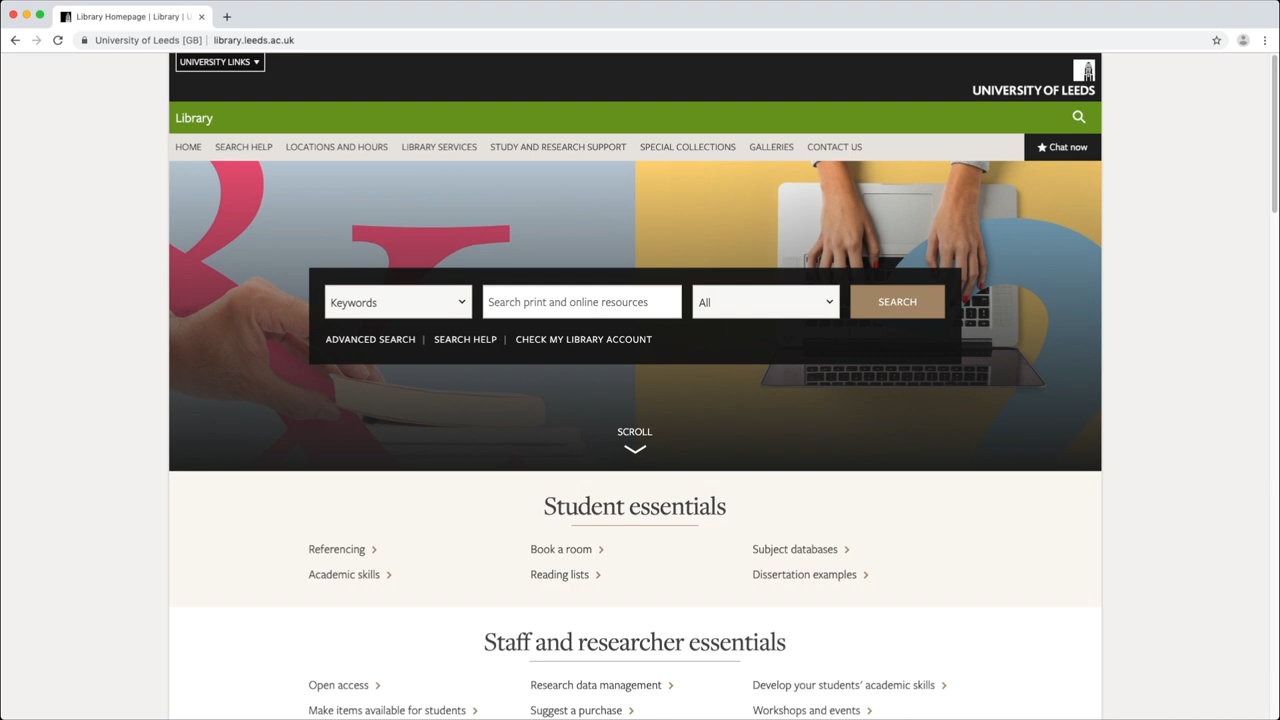 Library Homepage | Library | U
University of Leeds [GB] | library.leeds.ac.uk
UNIVERSITY LINKS
UNIVERSITY OF LEEDS
Library
HOME SEARCH HELP LOCATIONS AND HOURS LIBRARY SERVICES STUDY AND RESEARCH SUPPORT SPECIAL COLLECTIONS GALLERIES CONTACT US Chat now
Keywords Search print and online resources All SEARCH
ADVANCED SEARCH | SEARCH HELP | CHECK MY LIBRARY ACCOUNT
SCROLL
Student essentials
Referencing Book a room Subject databases
Academic skills Reading lists Dissertation examples
Staff and researcher essentials
Open access Research data management Develop your students' academic skills
Make items available for students Suggest a purchase Workshops and events